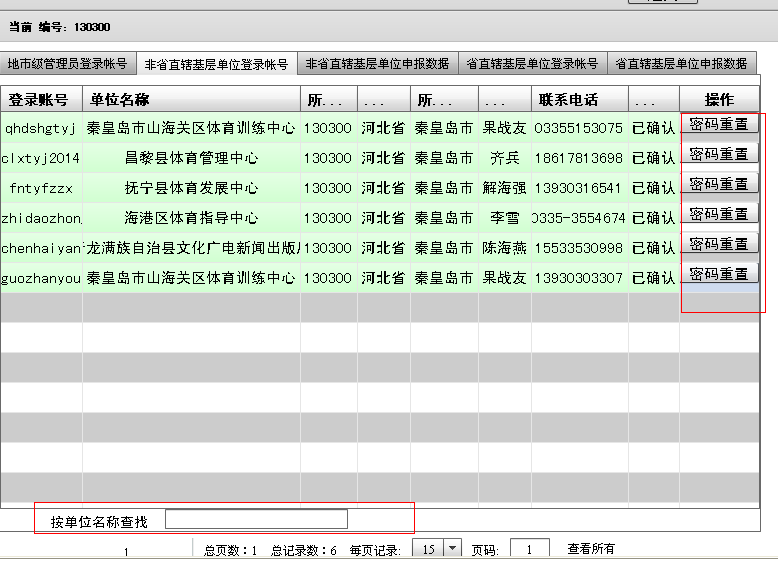 当前 编号: 130300
地市级管理员登录帐号 非省直辖基层单位登录帐号 非省直辖基层单位申报数据 省直辖基层单位登录帐号 省直辖基层单位申报数据
登录账号 单位名称 所... ... 所... ... 联系电话 ... 操作
qhdshgtyj 秦皇岛市山海关区体育训练中心 130300 河北省 秦皇岛市 果战友 03355153075 已确认 密码重置
clxtyj2014 昌黎县体育管理中心 130300 河北省 秦皇岛市 齐兵 18617813698 已确认 密码重置
fntyfzzx 抚宁县体育发展中心 130300 河北省 秦皇岛市 解海强 13930316541 已确认 密码重置
zhidaozhon 海港区体育指导中心 130300 河北省 秦皇岛市 李雪 0335-3554674 已确认 密码重置
chenhaiyan 龙满族自治县文化广电新闻出版 130300 河北省 秦皇岛市 陈海燕 15533530998 已确认 密码重置
guozhanyou 秦皇岛市山海关区体育训练中心 130300 河北省 秦皇岛市 果战友 13930303307 已确认 密码重置
按单位名称查找
1 总页数:1 总记录数:6 每页记录: 15 页码: 1 查看所有